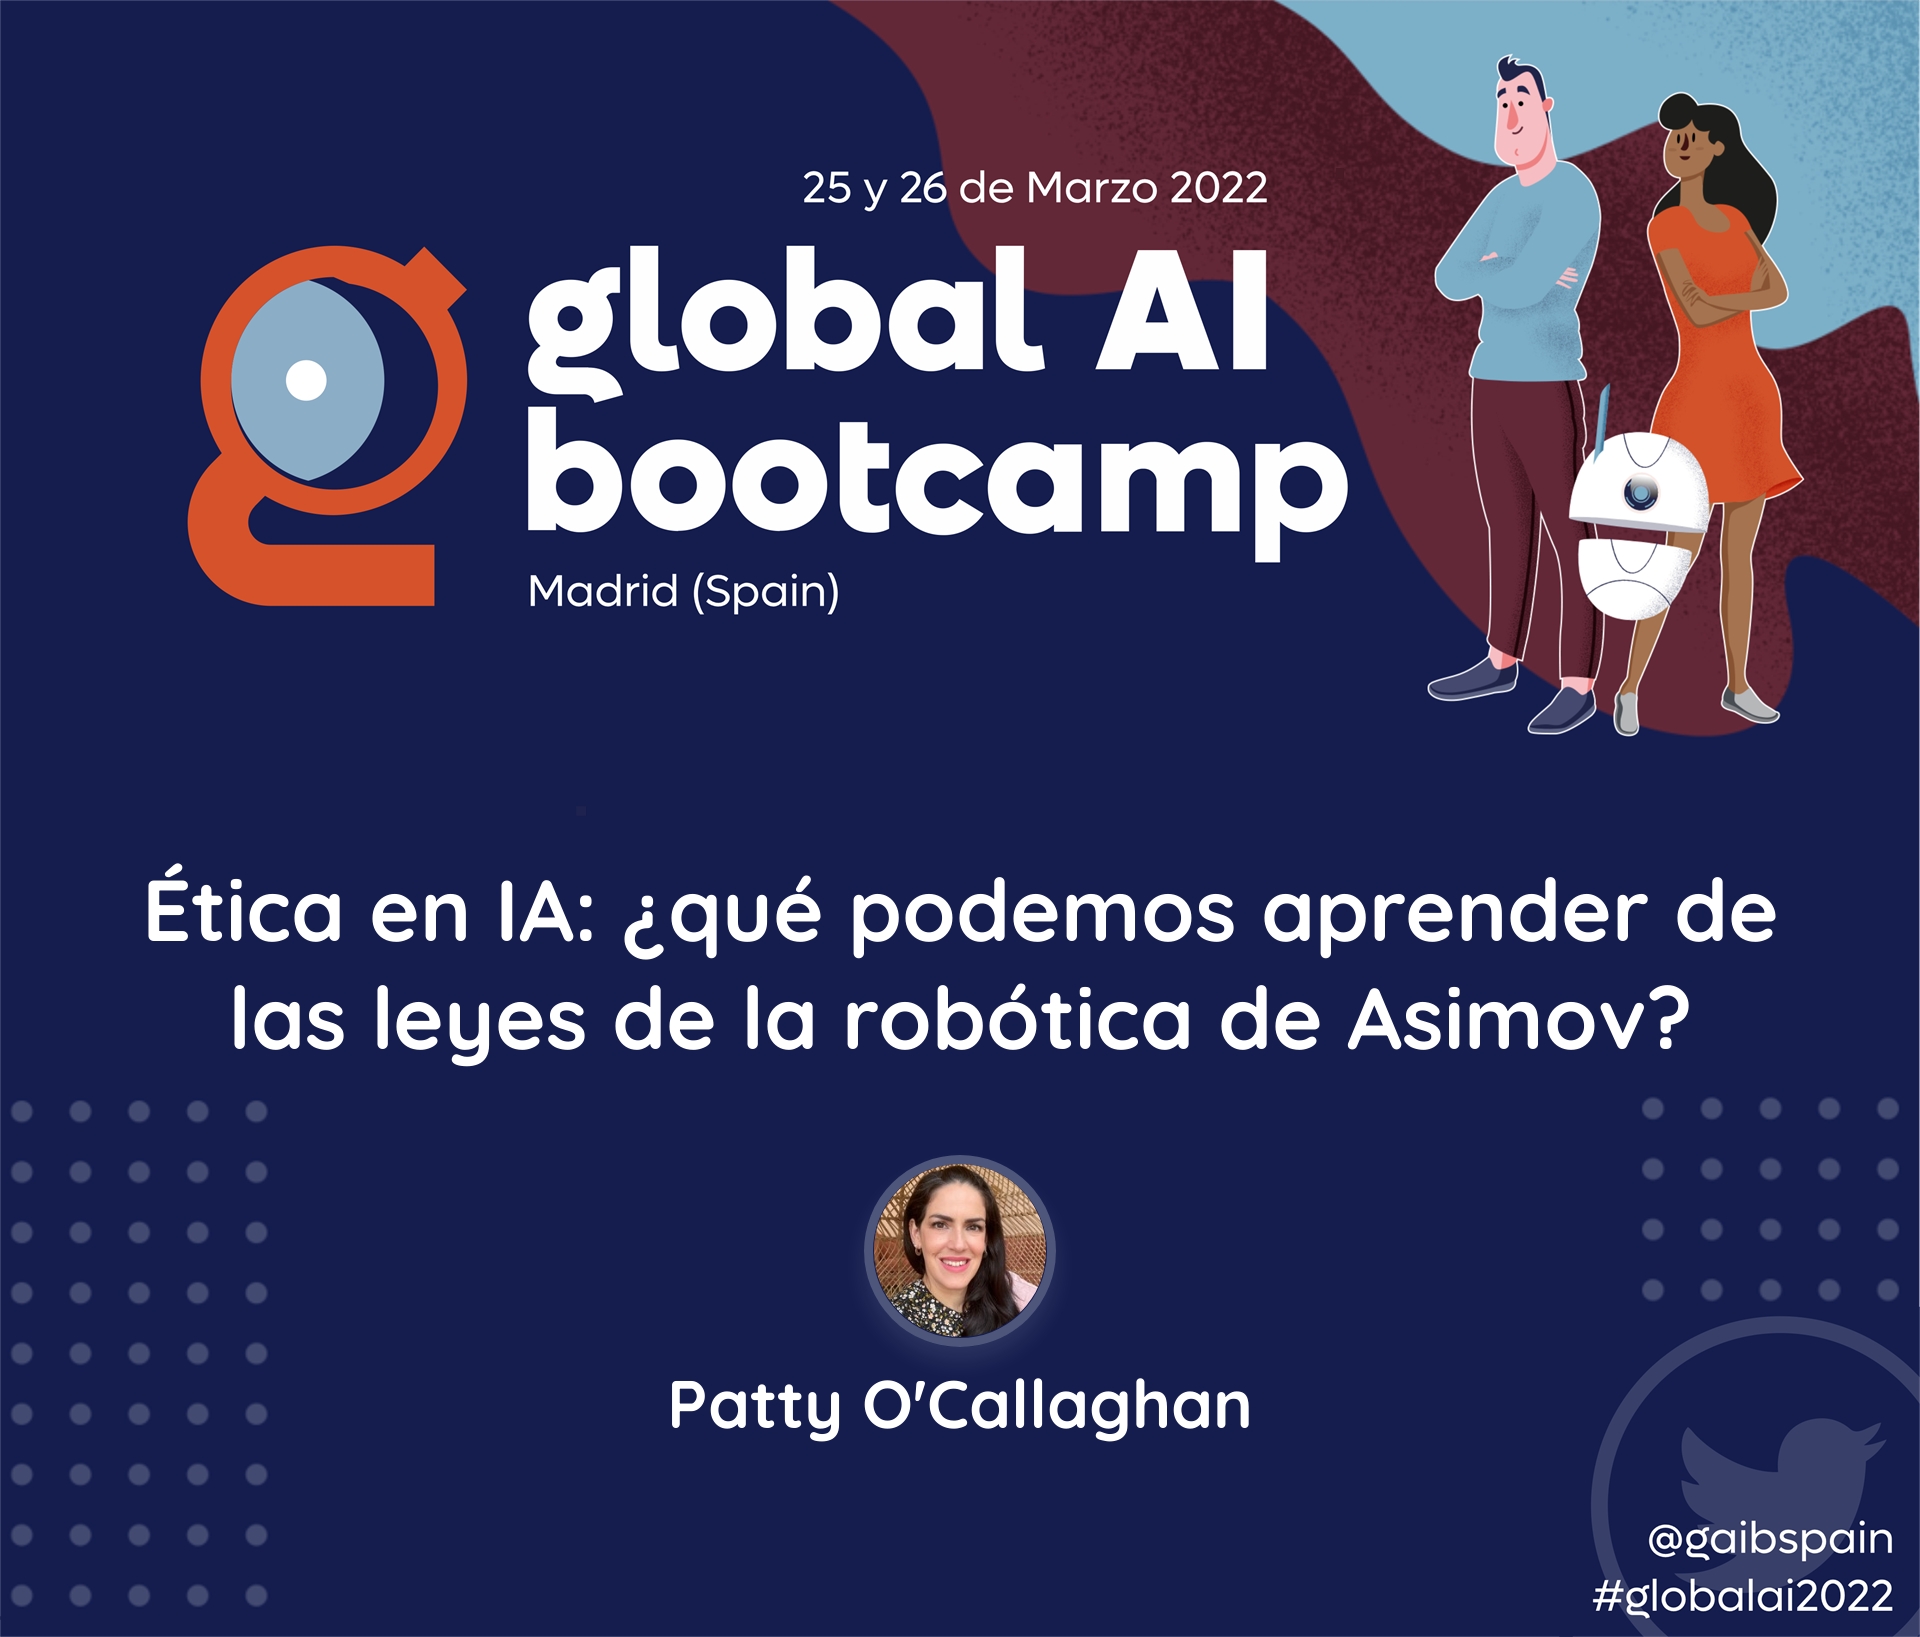 25 y 26 de Marzo 2022
global AI
bootcamp
Madrid (Spain)
Ética en IA: ¿qué podemos aprender de
las leyes de la robótica de Asimov?
Patty O'Callaghan
@gaibspain
#globalai2022